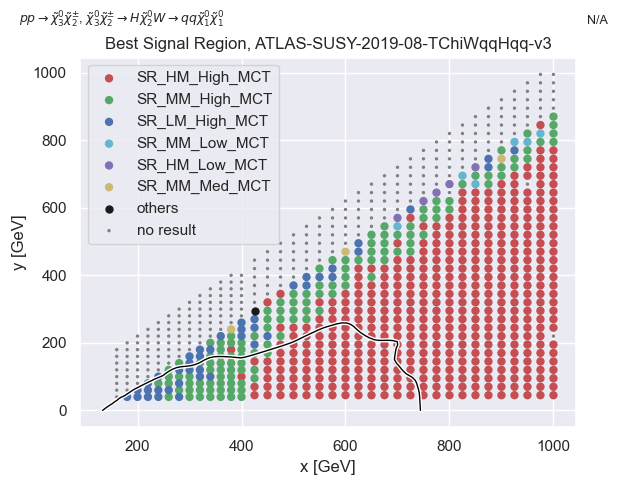 pp → χ̃⁰₃χ̃±₂, χ̃⁰₃χ̃±₂ → Hχ̃⁰₂W → qqχ̃⁰₁χ̃⁰₁ N/A
Best Signal Region, ATLAS-SUSY-2019-08-TChiWqqHqq-v3
1000
800
600
400
200
0
y [GeV]
SR_HM_High_MCT
SR_MM_High_MCT
SR_LM_High_MCT
SR_MM_Low_MCT
SR_HM_Low_MCT
SR_MM_Med_MCT
others
no result
200 400 600 800 1000
x [GeV]